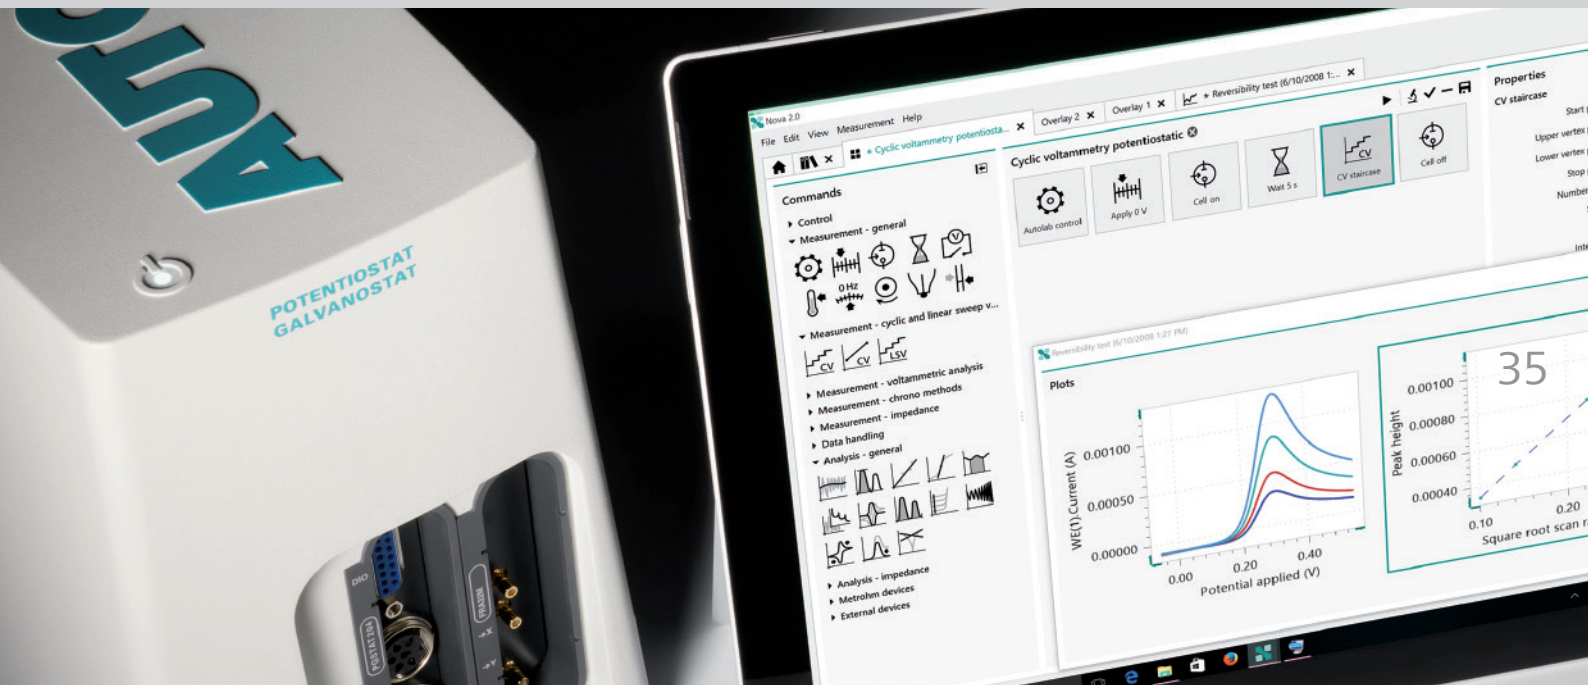 AUTO
POTENTIOSTAT
GALVANOSTAT
DIO
PGSTAT204
FRA32M
→X
→Y
Nova 2.0
File Edit View Measurement Help
Cyclic voltammetry potentiosta...
Overlay 2
Overlay 1
Reversibility test (6/10/2008 1:...
Commands
Control
Measurement - general
V
0 Hz
Measurement - cyclic and linear sweep v...
CV
CV
LSV
Measurement - voltammetric analysis
Measurement - chrono methods
Measurement - impedance
Data handling
Analysis - general
Analysis - impedance
Metrohm devices
External devices
Cyclic voltammetry potentiostatic
Autolab control
Apply 0 V
Cell on
Wait 5 s
CV
CV staircase
Cell off
Properties
CV staircase
Start
Upper vertex
Lower vertex
Stop
Number
Reversibility test (6/10/2008 1:27 PM)
Plots
WE(1).Current (A)
0.00100
0.00050
0.00000
0.00 0.20 0.40
Potential applied (V)
Peak height
0.00100
0.00080
0.00060
0.00040
0.10 0.20
Square root scan
35